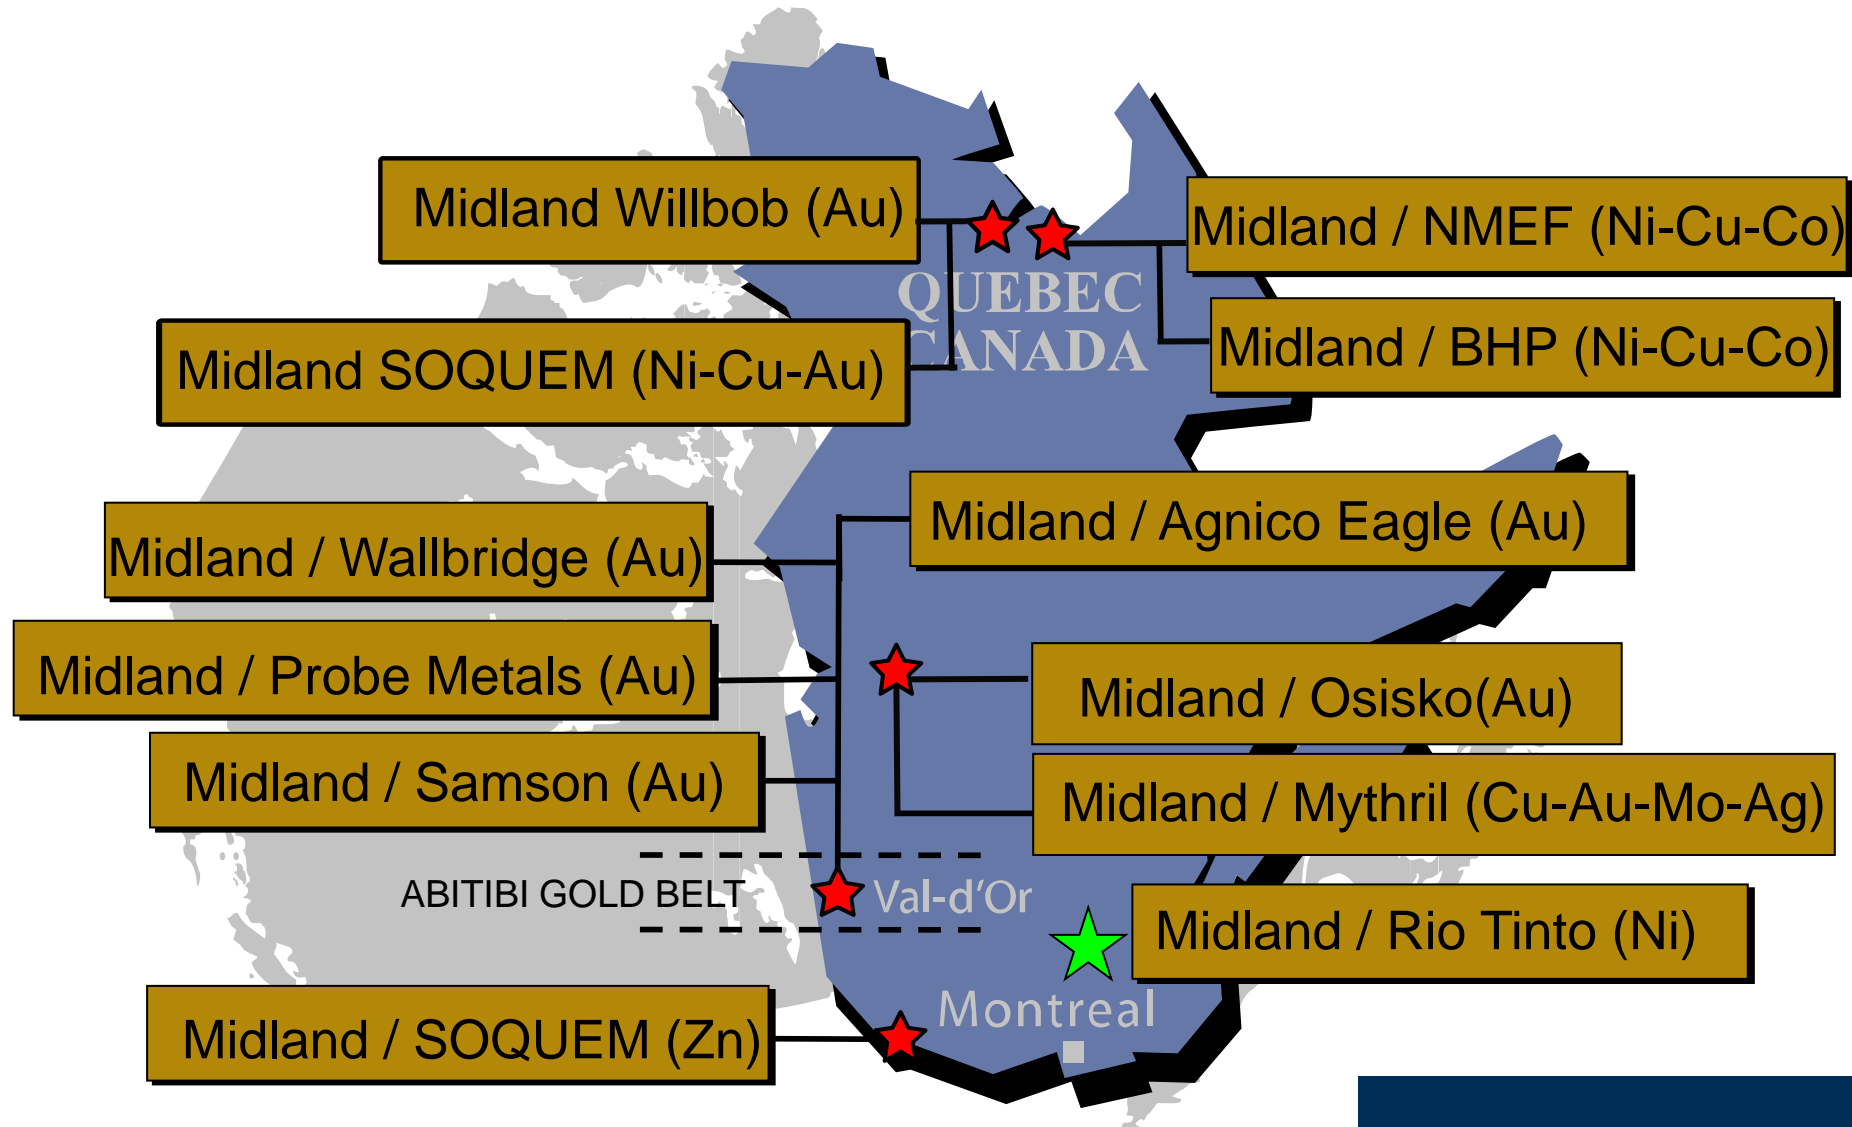 Midland Willbob (Au)
Midland / NMEF (Ni-Cu-Co)
QUEBEC
CANADA
Midland SOQUEM (Ni-Cu-Au)
Midland / BHP (Ni-Cu-Co)
Midland / Agnico Eagle (Au)
Midland / Wallbridge (Au)
Midland / Probe Metals (Au)
Midland / Osisko(Au)
Midland / Samson (Au)
Midland / Mythril (Cu-Au-Mo-Ag)
ABITIBI GOLD BELT
Val-d'Or
Midland / Rio Tinto (Ni)
Montreal
Midland / SOQUEM (Zn)